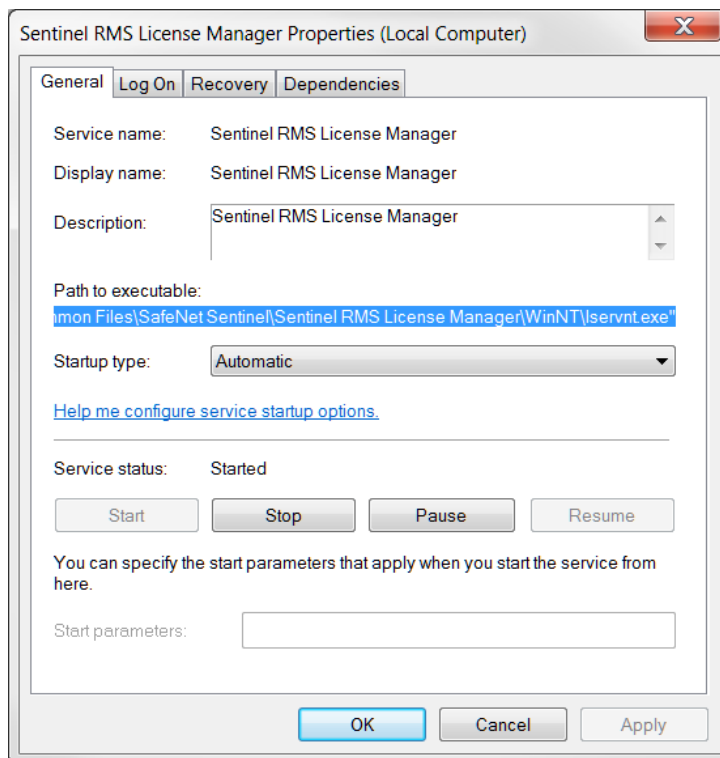 Sentinel RMS License Manager Properties (Local Computer)
General Log On Recovery Dependencies
Service name: Sentinel RMS License Manager
Display name: Sentinel RMS License Manager
Description: Sentinel RMS License Manager
Path to executable:
mmon Files\SafeNet Sentinel\Sentinel RMS License Manager\WinNT\lservnt.exe"
Startup type: Automatic
Help me configure service startup options.
Service status: Started
Start Stop Pause Resume
You can specify the start parameters that apply when you start the service from
here.
Start parameters:
OK Cancel Apply